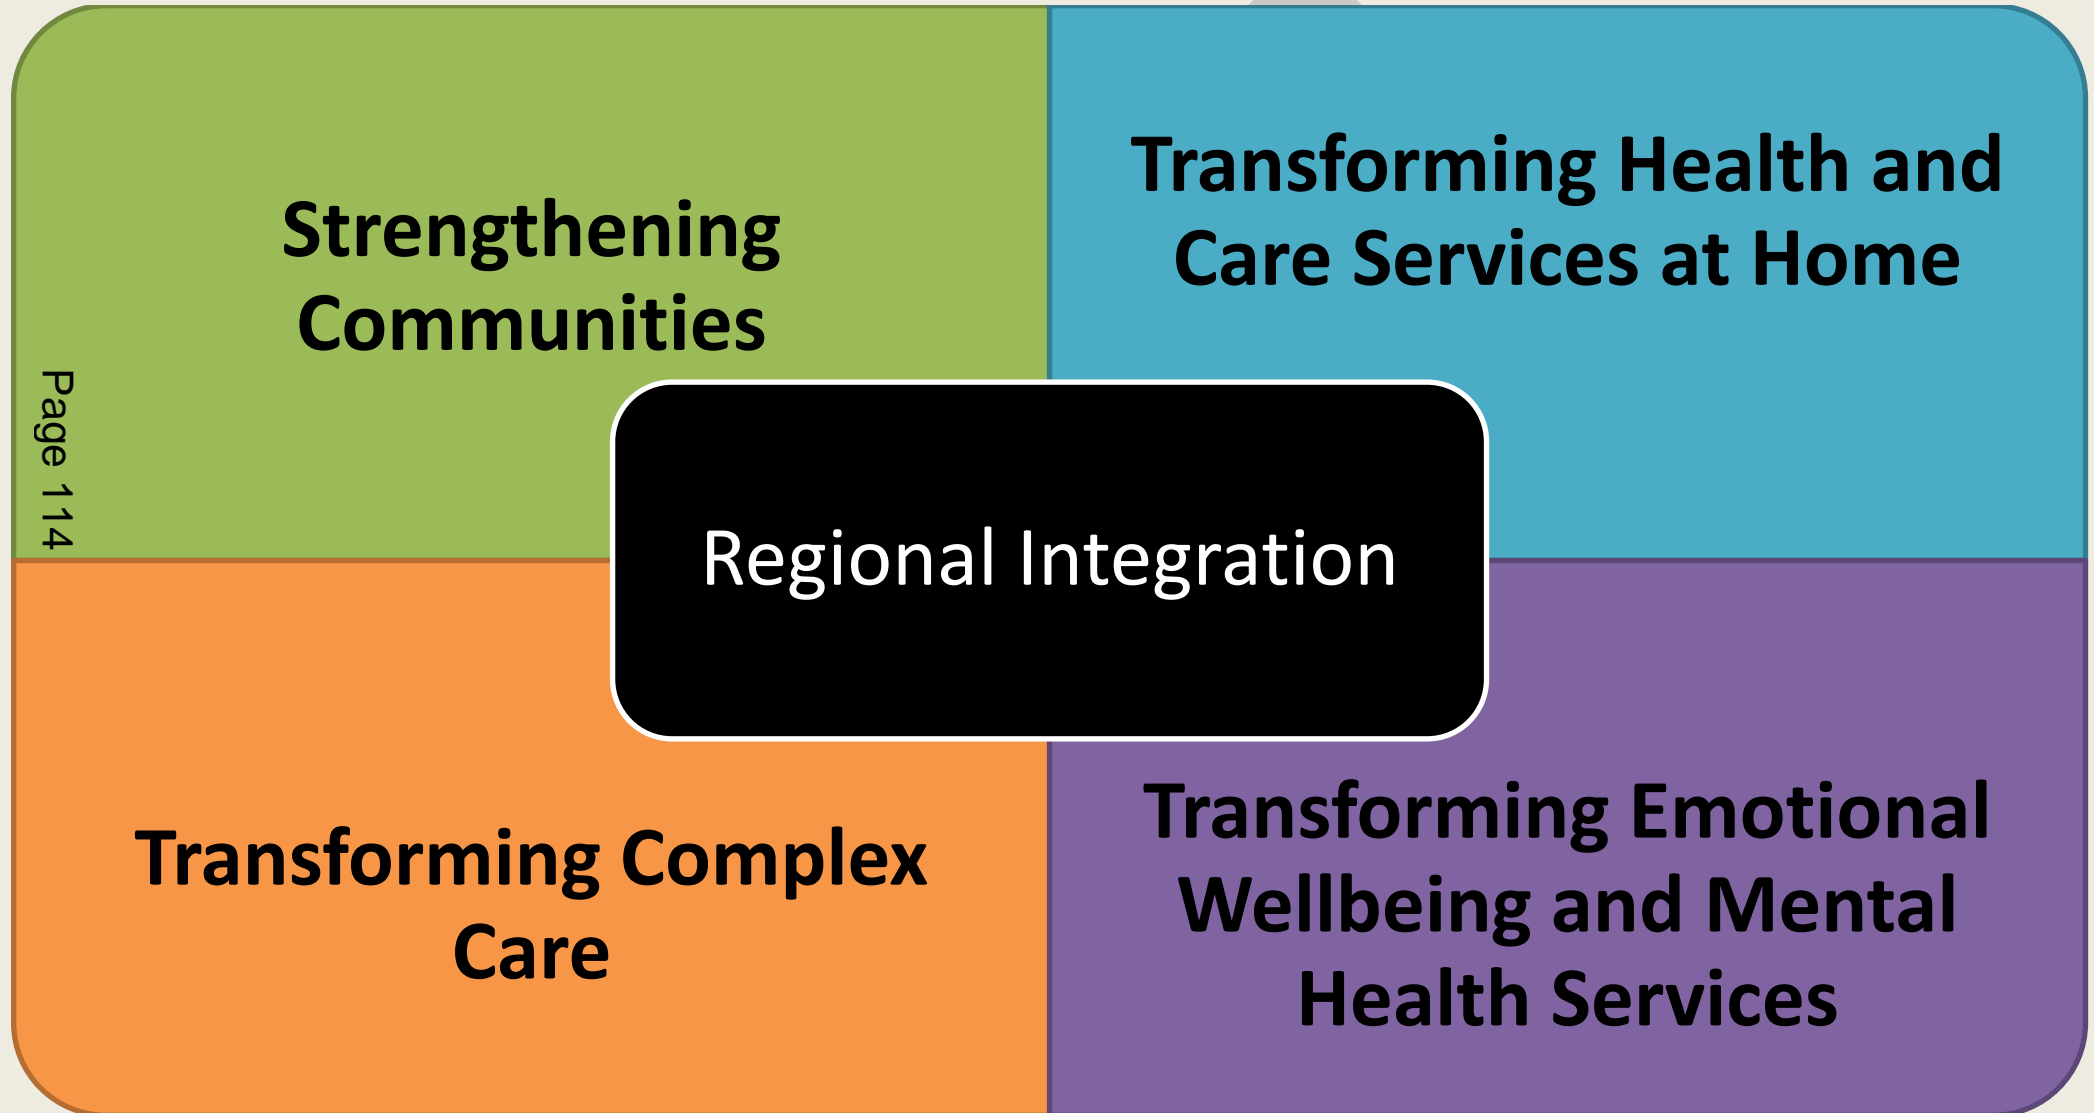 Strengthening
Communities
Transforming Health and
Care Services at Home
Page 114
Regional Integration
Transforming Complex
Care
Transforming Emotional
Wellbeing and Mental
Health Services